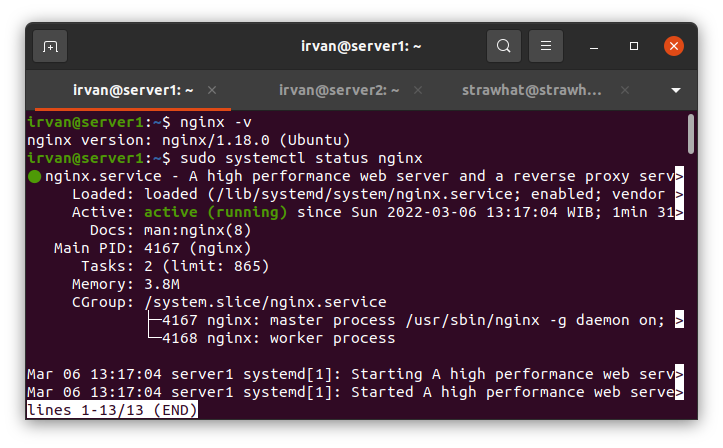 irvan@server1: ~
irvan@server1: ~
irvan@server2: ~
strawhat@strawh...
irvan@server1:~$ nginx -v
nginx version: nginx/1.18.0 (Ubuntu)
irvan@server1:~$ sudo systemctl status nginx
● nginx.service - A high performance web server and a reverse proxy serv>
     Loaded: loaded (/lib/systemd/system/nginx.service; enabled; vendor >
     Active: active (running) since Sun 2022-03-06 13:17:04 WIB; 1min 31>
       Docs: man:nginx(8)
   Main PID: 4167 (nginx)
      Tasks: 2 (limit: 865)
     Memory: 3.8M
     CGroup: /system.slice/nginx.service
             ├─4167 nginx: master process /usr/sbin/nginx -g daemon on; >
             └─4168 nginx: worker process
Mar 06 13:17:04 server1 systemd[1]: Starting A high performance web serv>
Mar 06 13:17:04 server1 systemd[1]: Started A high performance web serve>
lines 1-13/13 (END)